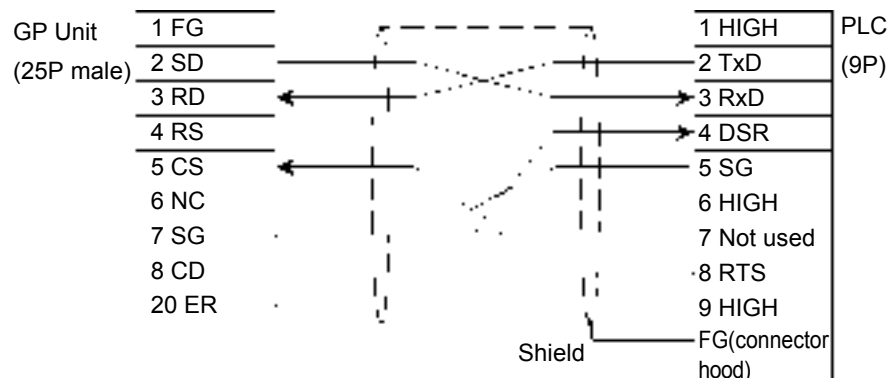 GP Unit
(25P male)
1 FG
2 SD
3 RD
4 RS
5 CS
6 NC
7 SG
8 CD
20 ER
Shield
1 HIGH
2 TxD
3 RxD
4 DSR
5 SG
6 HIGH
7 Not used
8 RTS
9 HIGH
FG(connector
hood)
PLC
(9P)